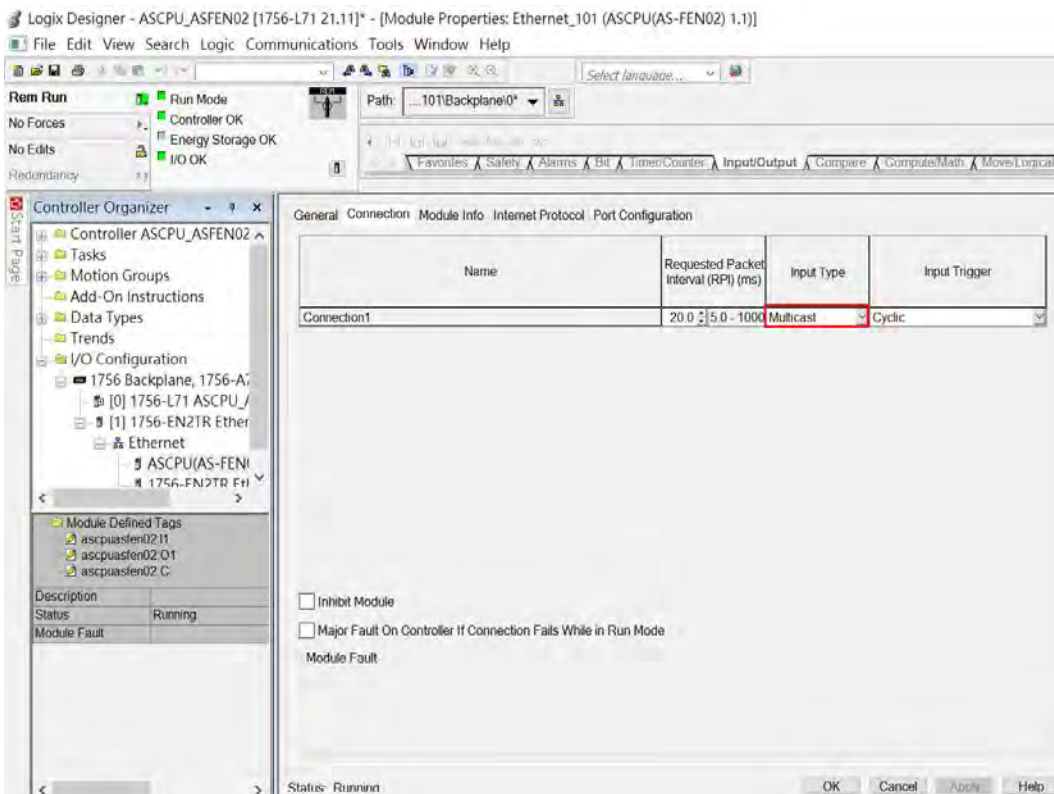 Logix Designer - ASCPU_ASFEN02 [1756-L71 21.11]* - [Module Properties: Ethernet_101 (ASCPU(AS-FEN02) 1.1)]
File Edit View Search Logic Communications Tools Window Help
Select language...
Rem Run
Run Mode
Path: ....101\Backplane\0*
No Forces
Controller OK
Energy Storage OK
No Edits
I/O OK
Redundancy
Favorites Safety Alarms Bit Timer/Counter Input/Output Compare Compute/Math Move/Logical
Start Page
Controller Organizer
General Connection Module Info Internet Protocol Port Configuration
Controller ASCPU_ASFEN02
Tasks
Motion Groups
Add-On Instructions
Data Types
Trends
I/O Configuration
1756 Backplane, 1756-A7
[0] 1756-L71 ASCPU_A
[1] 1756-EN2TR Ether
Ethernet
ASCPU(AS-FEN
1756-EN2TR Eth
Name
Requested Packet
Interval (RPI) (ms)
Input Type
Input Trigger
Connection1
20.0
5.0 - 1000
Multicast
Cyclic
Module Defined Tags
ascpuasfen02:I1
ascpuasfen02:O1
ascpuasfen02:C
Description
Status Running
Module Fault
Inhibit Module
Major Fault On Controller If Connection Fails While in Run Mode
Module Fault
Status: Running
OK Cancel Apply Help